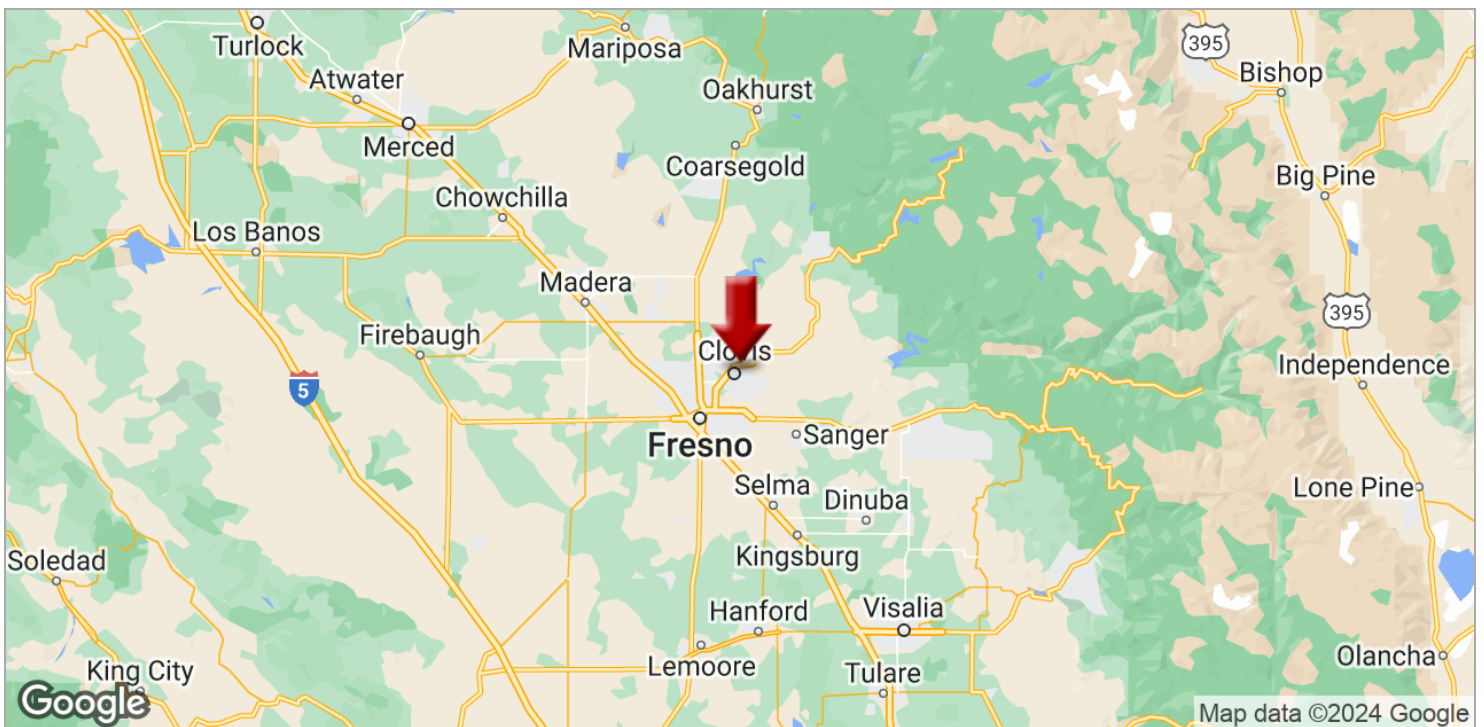 Turlock
Mariposa
395
Bishop
Atwater
Oakhurst
Merced
Coarsegold
Big Pine
Chowchilla
Los Banos
Madera
395
Firebaugh
Independence
5
Fresno
Sanger
Selma
Dinuba
Lone Pine
Kingsburg
Soledad
Hanford
Visalia
Lemoore
Olancha
King City
Tulare
Google
Map data ©2024 Google